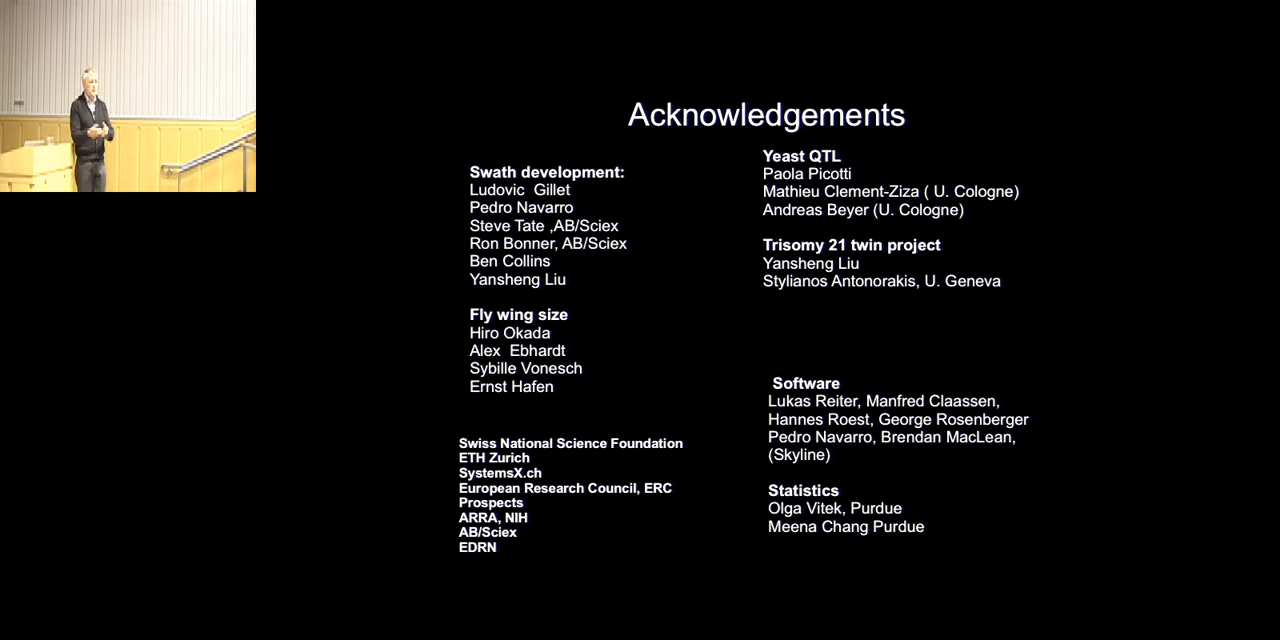 Acknowledgements
Swath development:
Ludovic Gillet
Pedro Navarro
Steve Tate ,AB/Sciex
Ron Bonner, AB/Sciex
Ben Collins
Yansheng Liu
Fly wing size
Hiro Okada
Alex Ebhardt
Sybille Vonesch
Ernst Hafen
Swiss National Science Foundation
ETH Zurich
SystemsX.ch
European Research Council, ERC
Prospects
ARRA, NIH
AB/Sciex
EDRN
Yeast QTL
Paola Picotti
Mathieu Clement-Ziza ( U. Cologne)
Andreas Beyer (U. Cologne)
Trisomy 21 twin project
Yansheng Liu
Stylianos Antonorakis, U. Geneva
Software
Lukas Reiter, Manfred Claassen,
Hannes Roest, George Rosenberger
Pedro Navarro, Brendan MacLean,
(Skyline)
Statistics
Olga Vitek, Purdue
Meena Chang Purdue